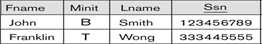 Fname Minit Lname Ssn
John B Smith 123456789
Franklin T Wong 333445555